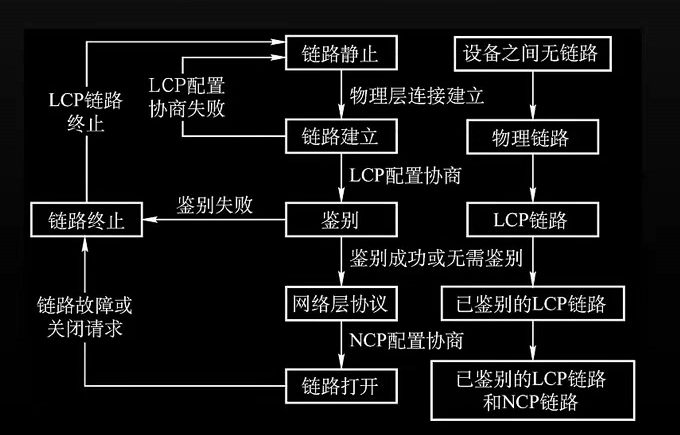 链路静止
设备之间无链路
LCP配置
协商失败
LCP链路
终止
物理层连接建立
链路建立
物理链路
LCP配置协商
鉴别失败
链路终止
鉴别
LCP链路
鉴别成功或无需鉴别
链路故障或
关闭请求
网络层协议
已鉴别的LCP链路
NCP配置协商
链路打开
已鉴别的LCP链路
和NCP链路